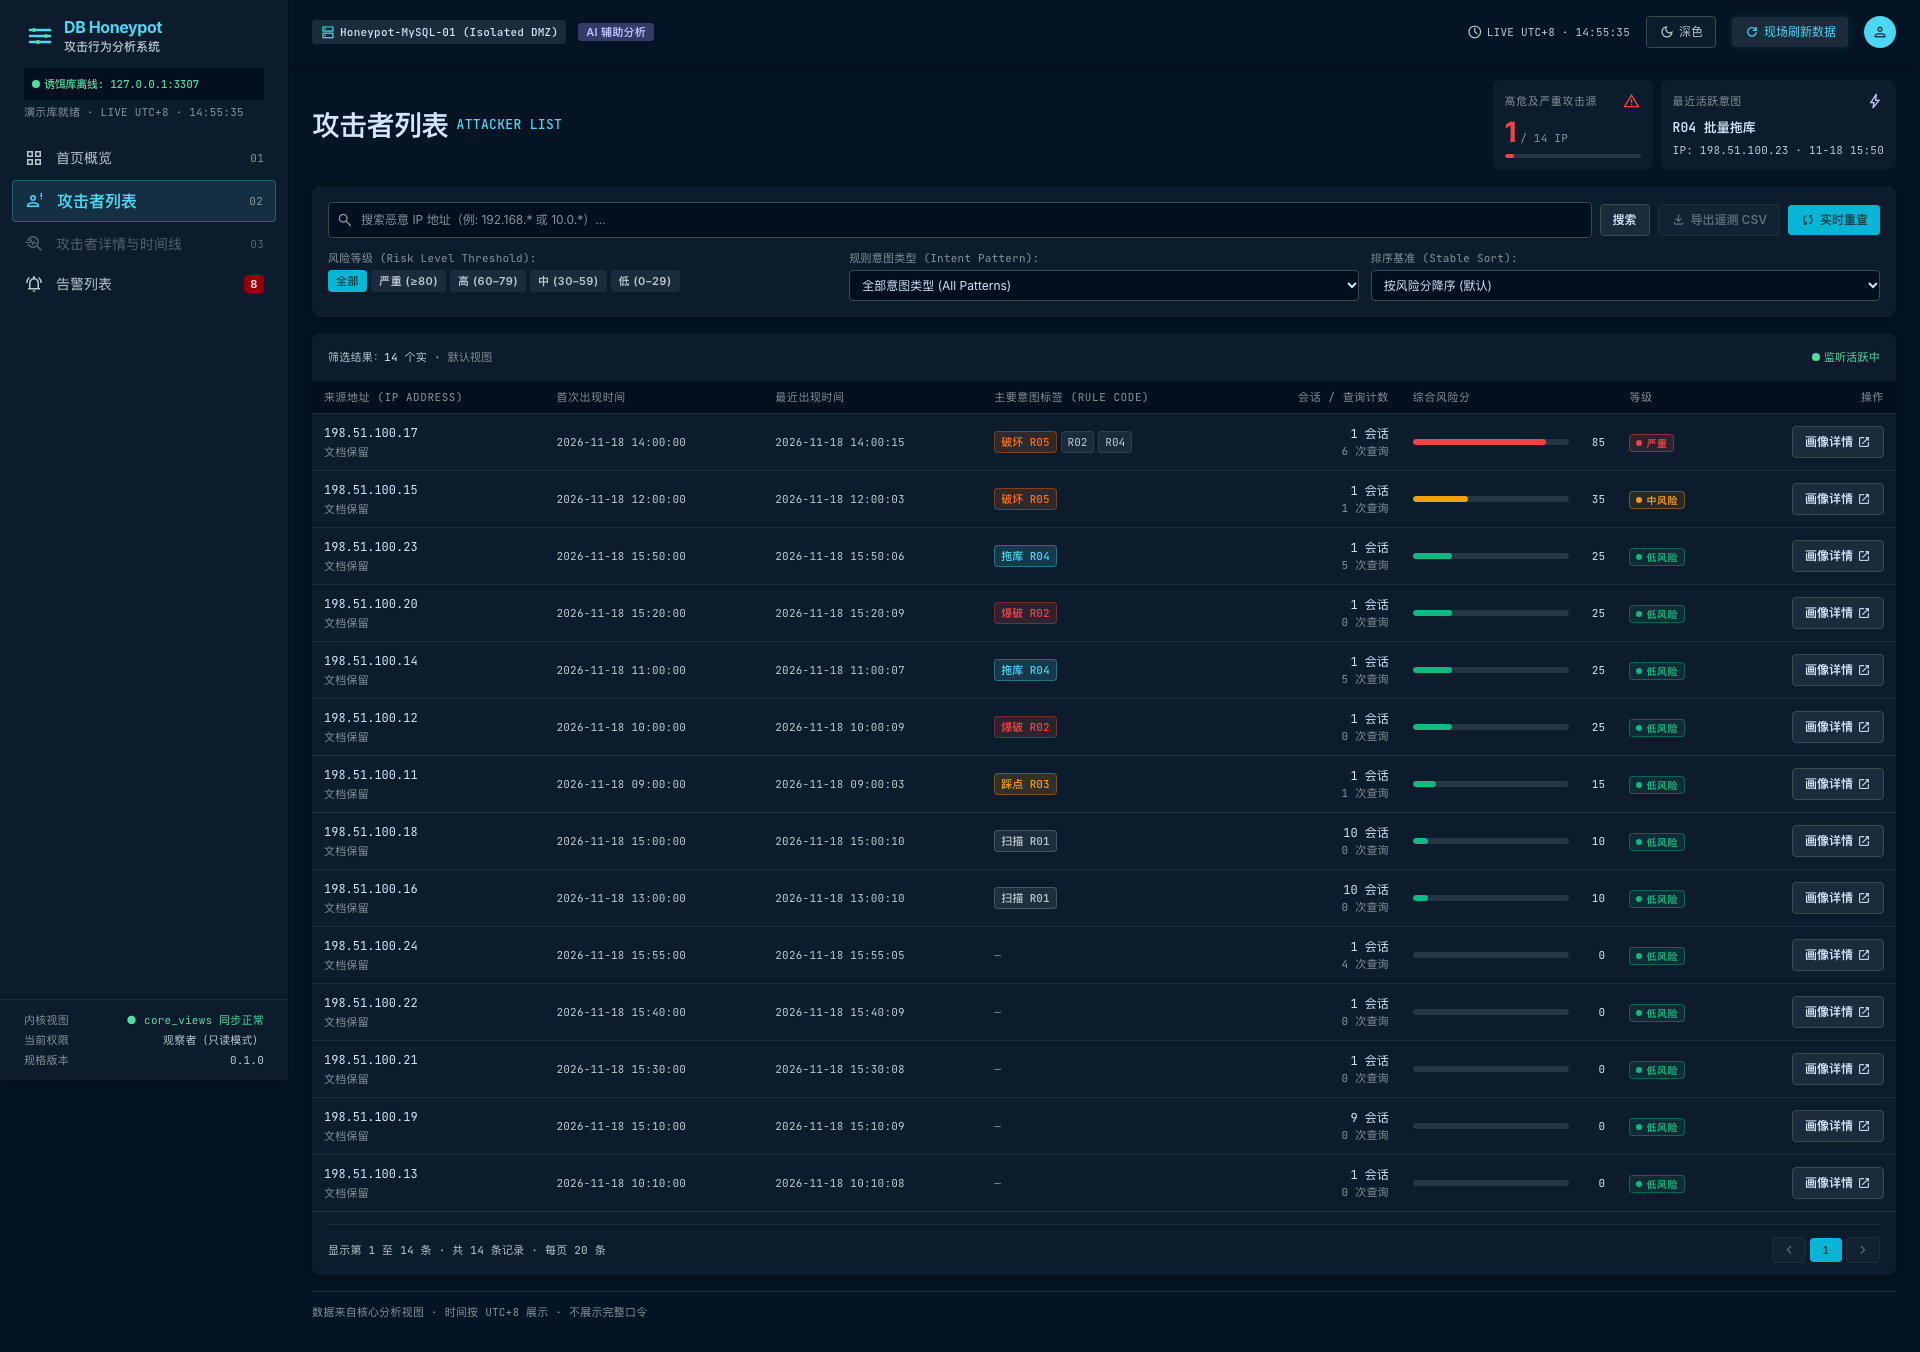 DB Honeypot
攻击行为分析系统
诱饵库离线: 127.0.0.1:3307
演示库就绪 · LIVE UTC+8 · 14:55:35
首页概览 01
攻击者列表 02
攻击者详情与时间线 03
告警列表 8
内核视图 core_views 同步正常
当前权限 观察者 (只读模式)
规格版本 0.1.0
Honeypot-MySQL-01 (Isolated DMZ) AI 辅助分析
LIVE UTC+8 · 14:55:35 深色 现场刷新数据
攻击者列表 ATTACKER LIST
高危及严重攻击源
1 / 14 IP
最近活跃意图
R04 批量拖库
IP: 198.51.100.23 · 11-18 15:50
搜索恶意 IP 地址 (例: 192.168.* 或 10.0.*) ... 搜索 导出遥测 CSV 实时重查
风险等级 (Risk Level Threshold):
全部 严重 (≥80) 高 (60–79) 中 (30–59) 低 (0–29)
规则意图类型 (Intent Pattern):
全部意图类型 (All Patterns)
排序基准 (Stable Sort):
按风险分降序 (默认)
筛选结果: 14 个实 · 默认视图 监听活跃中
来源地址 (IP ADDRESS) 首次出现时间 最近出现时间 主要意图标签 (RULE CODE) 会话 / 查询计数 综合风险分 等级 操作
198.51.100.17 文档保留 2026-11-18 14:00:00 2026-11-18 14:00:15 破坏 R05 R02 R04 1 会话 6 次查询 85 严重 画像详情
198.51.100.15 文档保留 2026-11-18 12:00:00 2026-11-18 12:00:03 破坏 R05 1 会话 1 次查询 35 中风险 画像详情
198.51.100.23 文档保留 2026-11-18 15:50:00 2026-11-18 15:50:06 拖库 R04 1 会话 5 次查询 25 低风险 画像详情
198.51.100.20 文档保留 2026-11-18 15:20:00 2026-11-18 15:20:09 爆破 R02 1 会话 0 次查询 25 低风险 画像详情
198.51.100.14 文档保留 2026-11-18 11:00:00 2026-11-18 11:00:07 拖库 R04 1 会话 5 次查询 25 低风险 画像详情
198.51.100.12 文档保留 2026-11-18 10:00:00 2026-11-18 10:00:09 爆破 R02 1 会话 0 次查询 25 低风险 画像详情
198.51.100.11 文档保留 2026-11-18 09:00:00 2026-11-18 09:00:03 踩点 R03 1 会话 1 次查询 15 低风险 画像详情
198.51.100.18 文档保留 2026-11-18 15:00:00 2026-11-18 15:00:10 扫描 R01 10 会话 0 次查询 10 低风险 画像详情
198.51.100.16 文档保留 2026-11-18 13:00:00 2026-11-18 13:00:10 扫描 R01 10 会话 0 次查询 10 低风险 画像详情
198.51.100.24 文档保留 2026-11-18 15:55:00 2026-11-18 15:55:05 — 1 会话 4 次查询 0 低风险 画像详情
198.51.100.22 文档保留 2026-11-18 15:40:00 2026-11-18 15:40:09 — 1 会话 0 次查询 0 低风险 画像详情
198.51.100.21 文档保留 2026-11-18 15:30:00 2026-11-18 15:30:08 — 1 会话 0 次查询 0 低风险 画像详情
198.51.100.19 文档保留 2026-11-18 15:10:00 2026-11-18 15:10:09 — 9 会话 0 次查询 0 低风险 画像详情
198.51.100.13 文档保留 2026-11-18 10:10:00 2026-11-18 10:10:08 — 1 会话 0 次查询 0 低风险 画像详情
显示第 1 至 14 条 · 共 14 条记录 · 每页 20 条 1
数据来自核心分析视图 · 时间按 UTC+8 展示 · 不展示完整口令